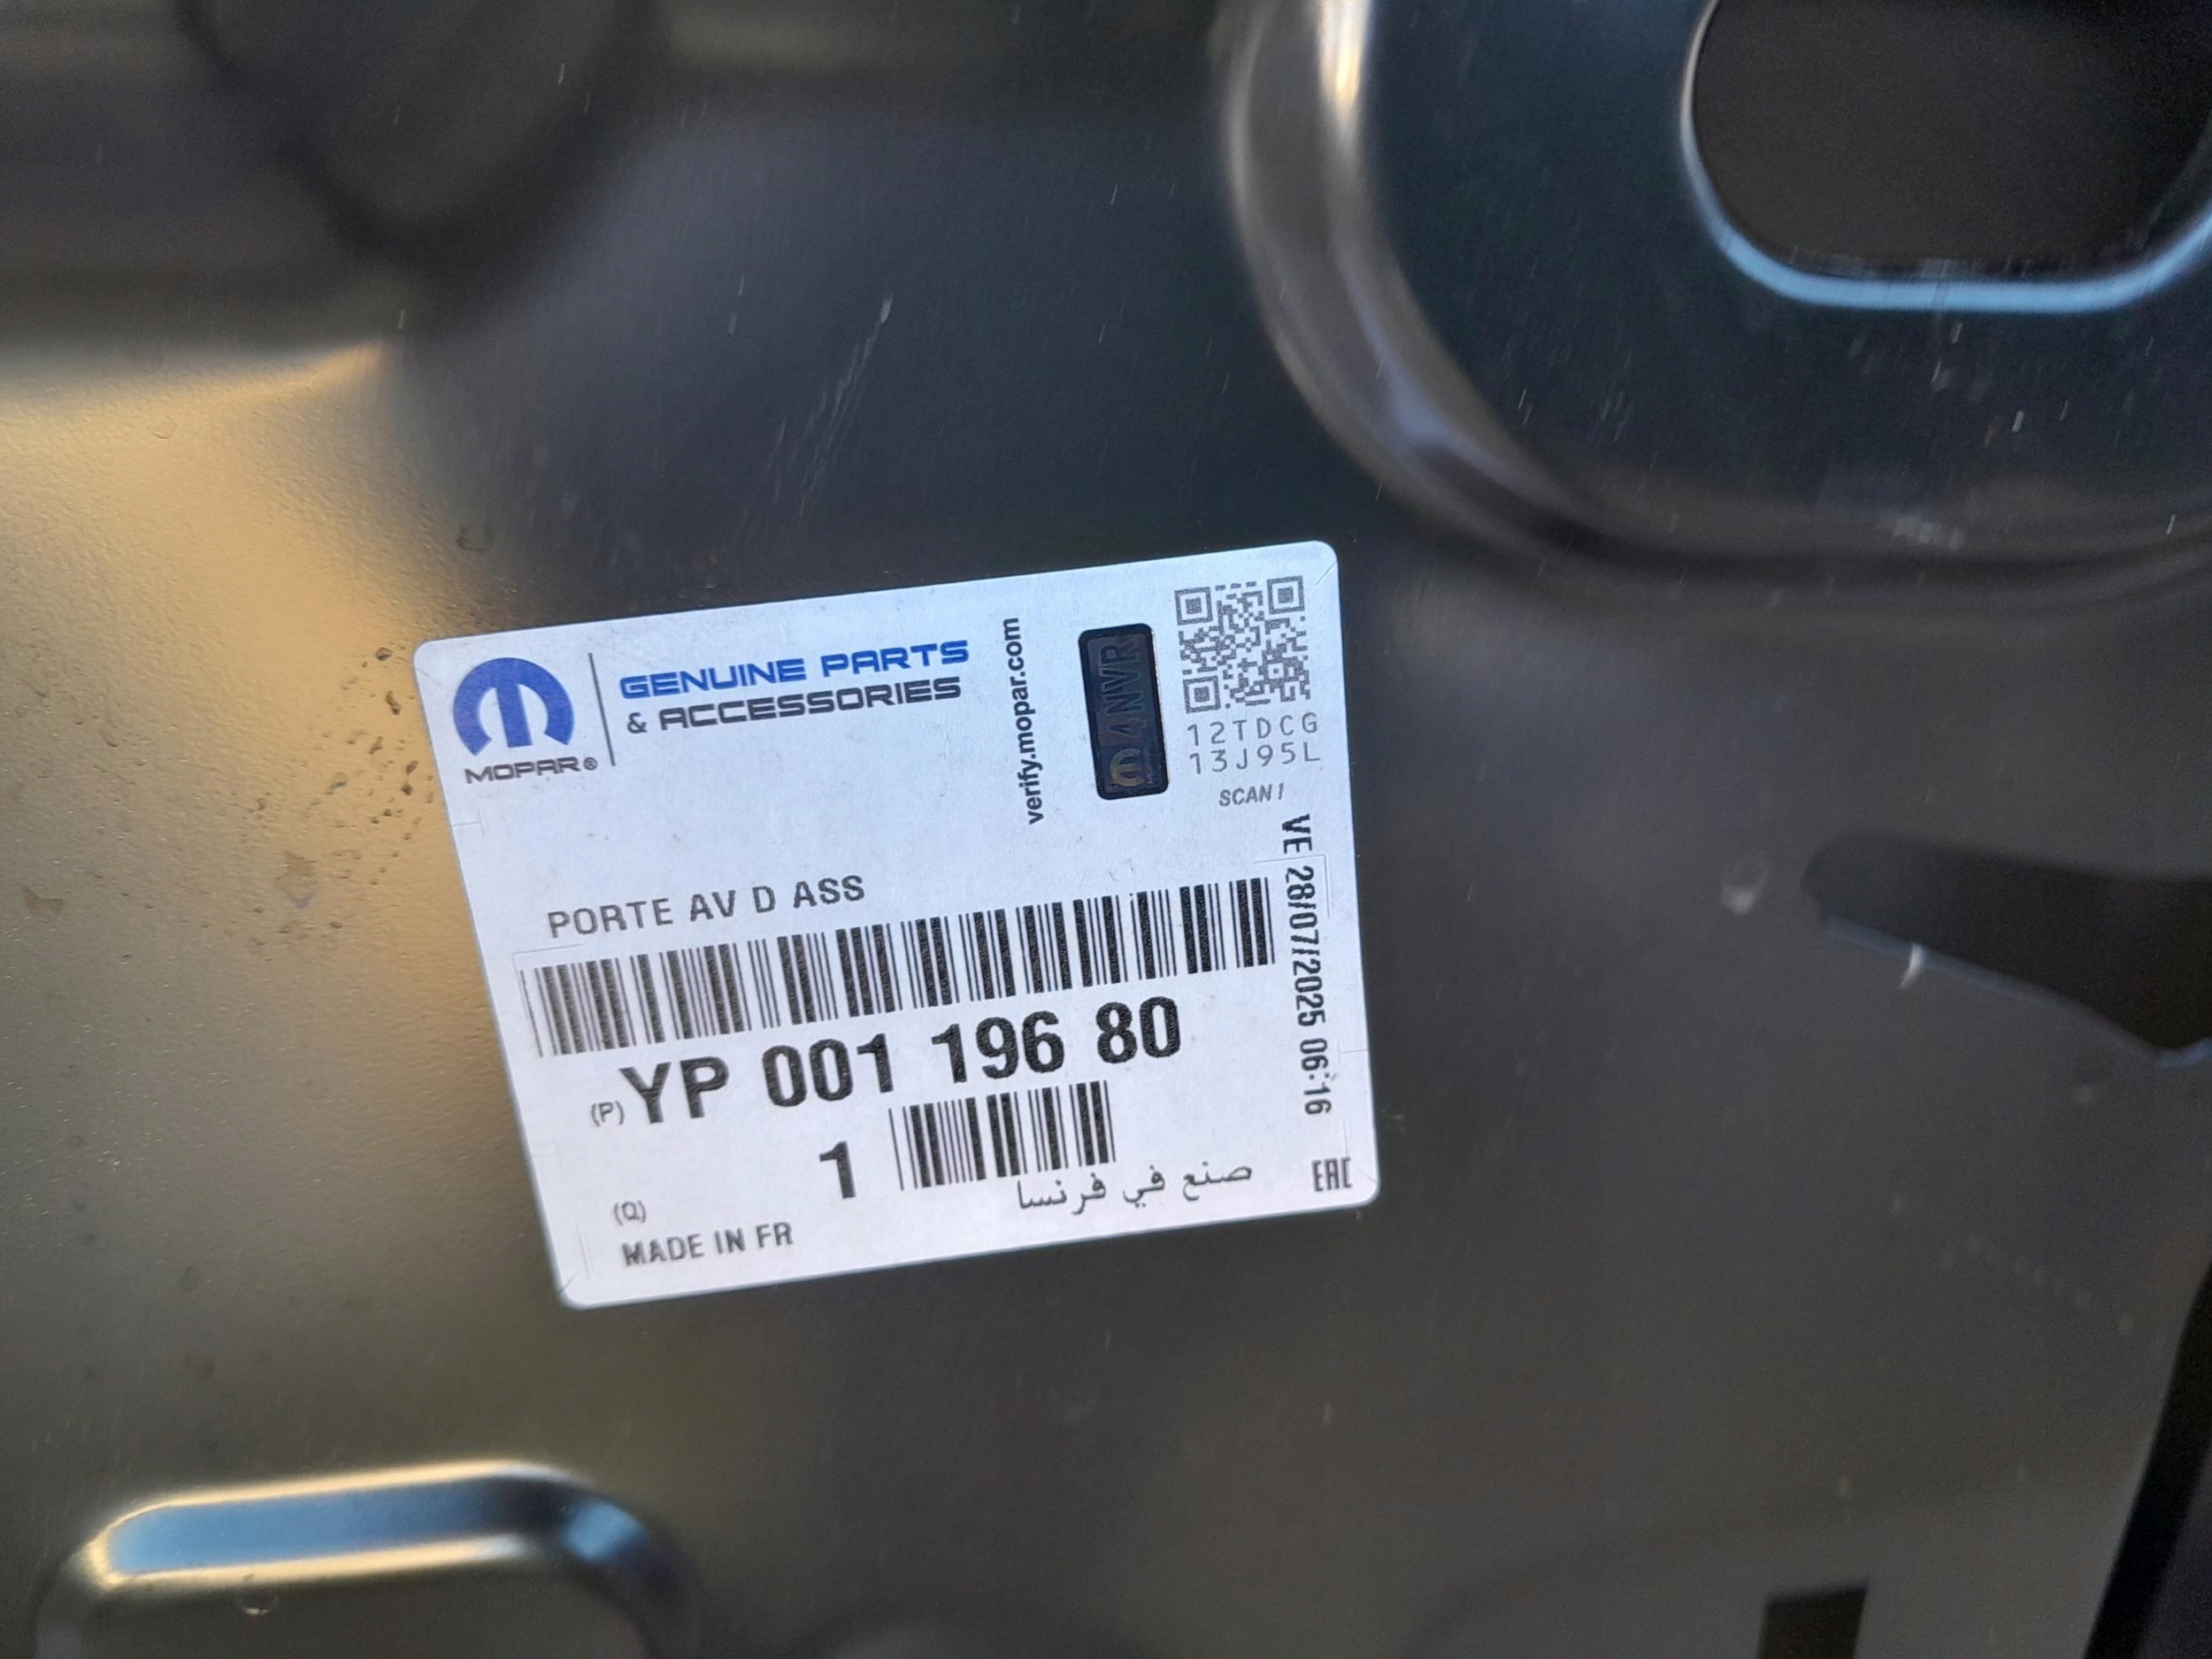 GENUINE PARTS
& ACCESSORIES
MOPAR®
verify.mopar.com
4NVR
12TDCG
13J95L
SCAN!
VE 28/07/2025 06:16
PORTE AV D ASS
(P) YP 001 196 80
(Q) 1
صنع في فرنسا
MADE IN FR
EAC